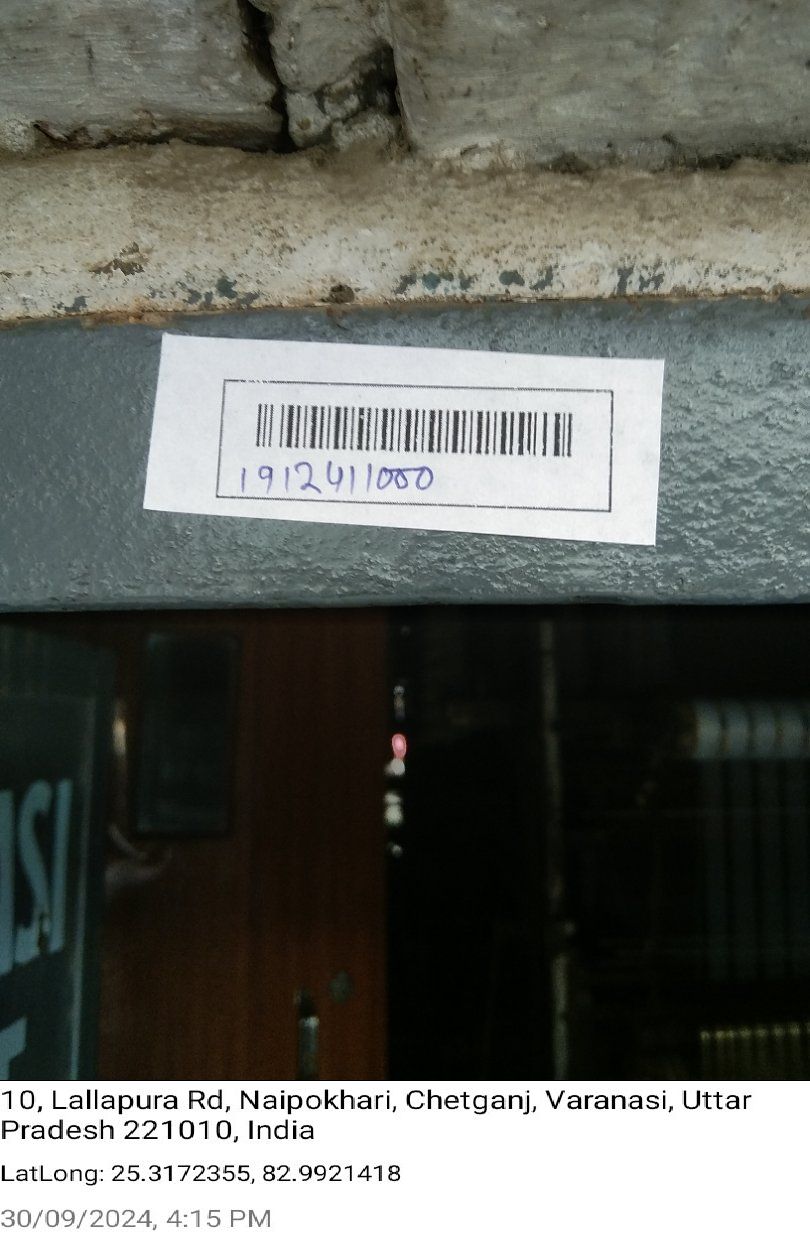 1912411000
10, Lallapura Rd, Naipokhari, Chetganj, Varanasi, Uttar
Pradesh 221010, India
LatLong: 25.3172355, 82.9921418
30/09/2024, 4:15 PM